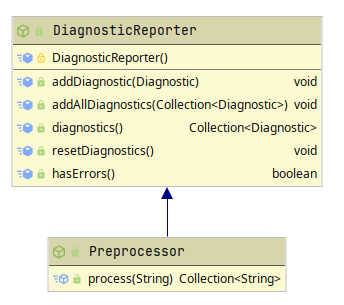 DiagnosticReporter
DiagnosticReporter()
addDiagnostic(Diagnostic) void
addAllDiagnostics(Collection<Diagnostic>) void
diagnostics() Collection<Diagnostic>
resetDiagnostics() void
hasErrors() boolean
Preprocessor
process(String) Collection<String>